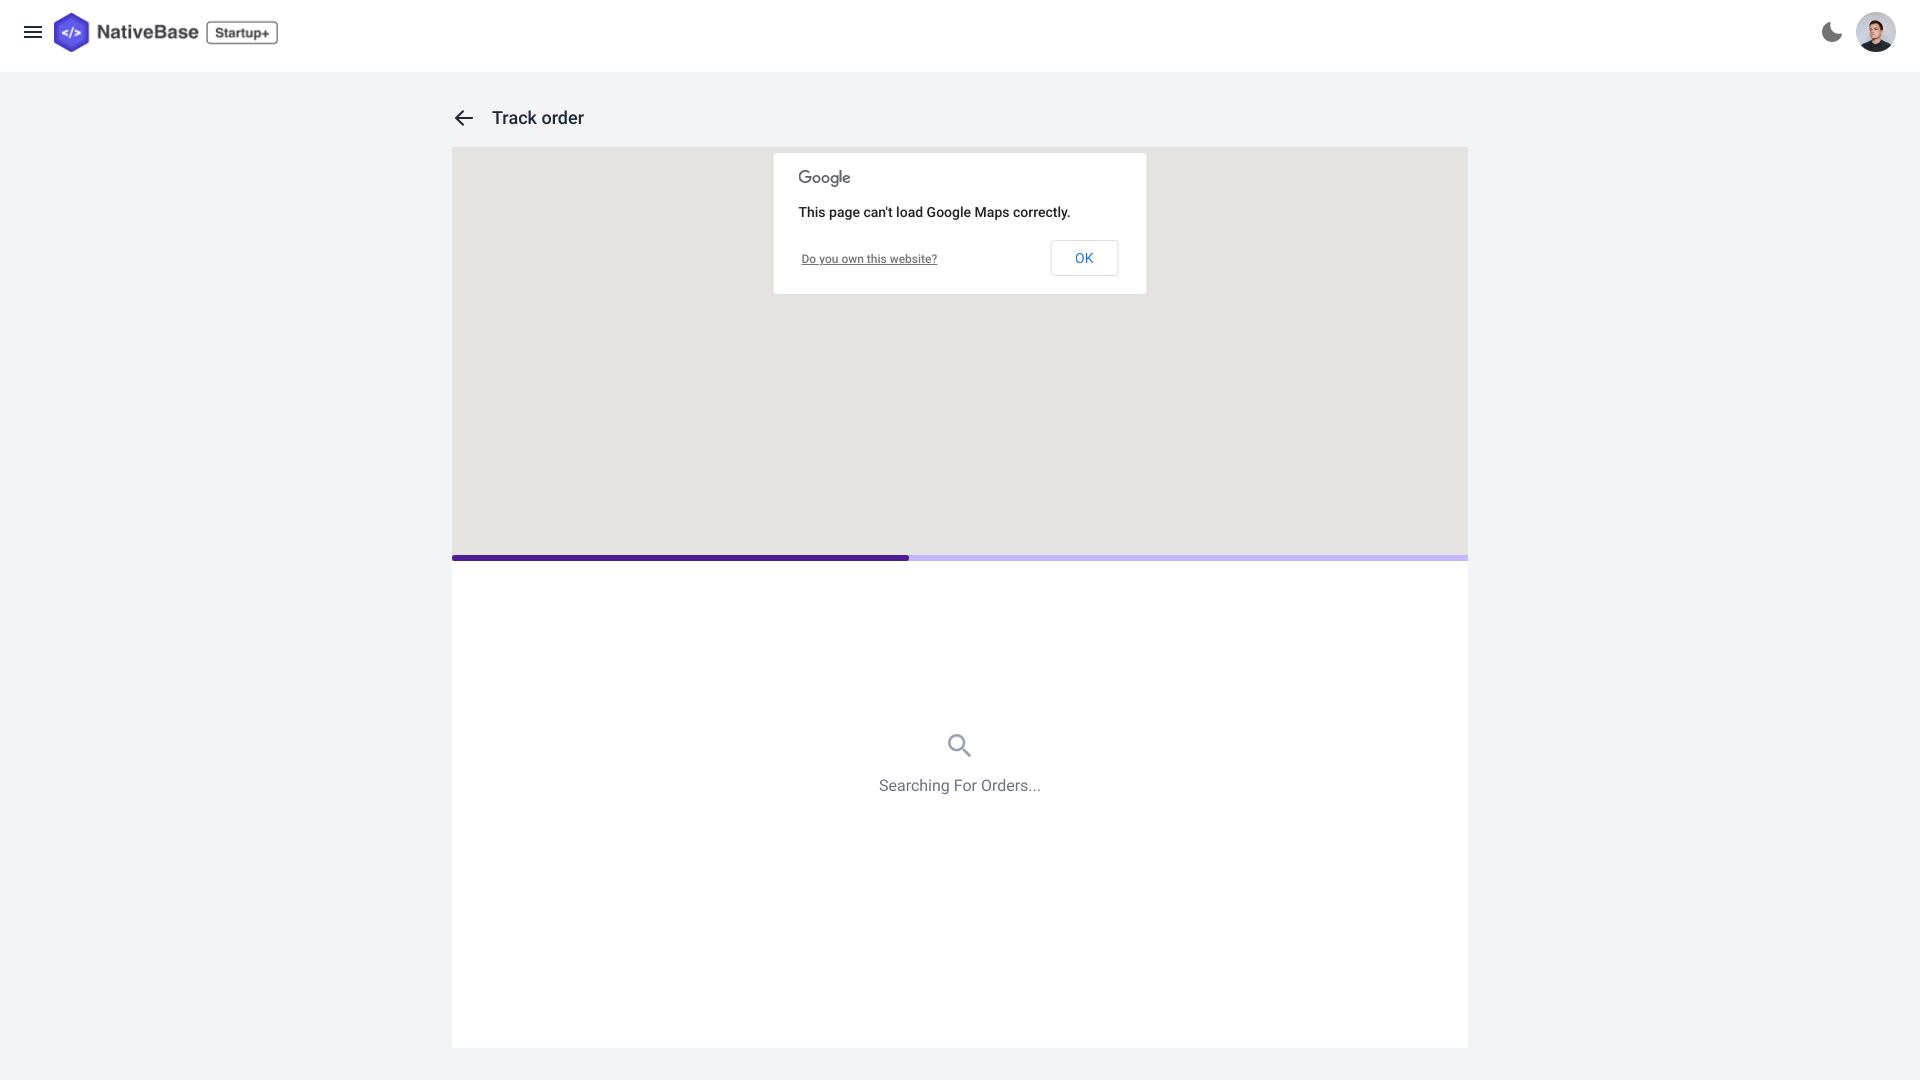 </> NativeBase Startup+
Track order
Google
This page can't load Google Maps correctly.
Do you own this website?
OK
Searching For Orders...